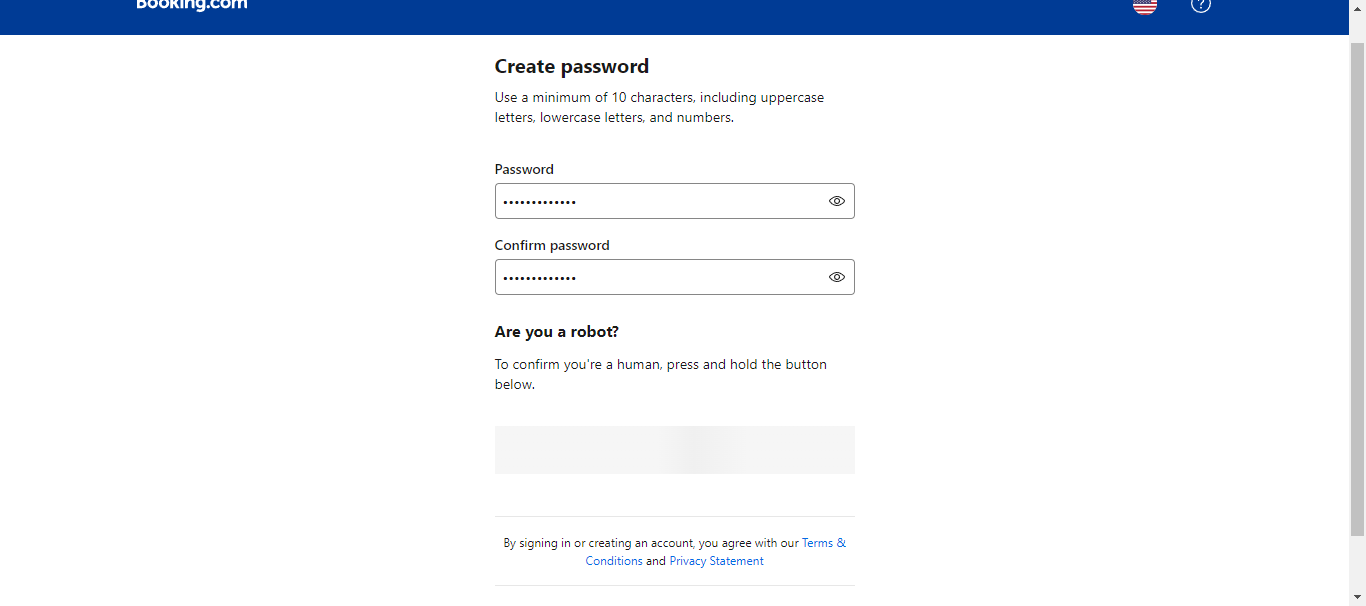 Booking.com
Create password
Use a minimum of 10 characters, including uppercase
letters, lowercase letters, and numbers.
Password
•••••••••••••
Confirm password
•••••••••••••
Are you a robot?
To confirm you're a human, press and hold the button
below.
By signing in or creating an account, you agree with our Terms &
Conditions and Privacy Statement